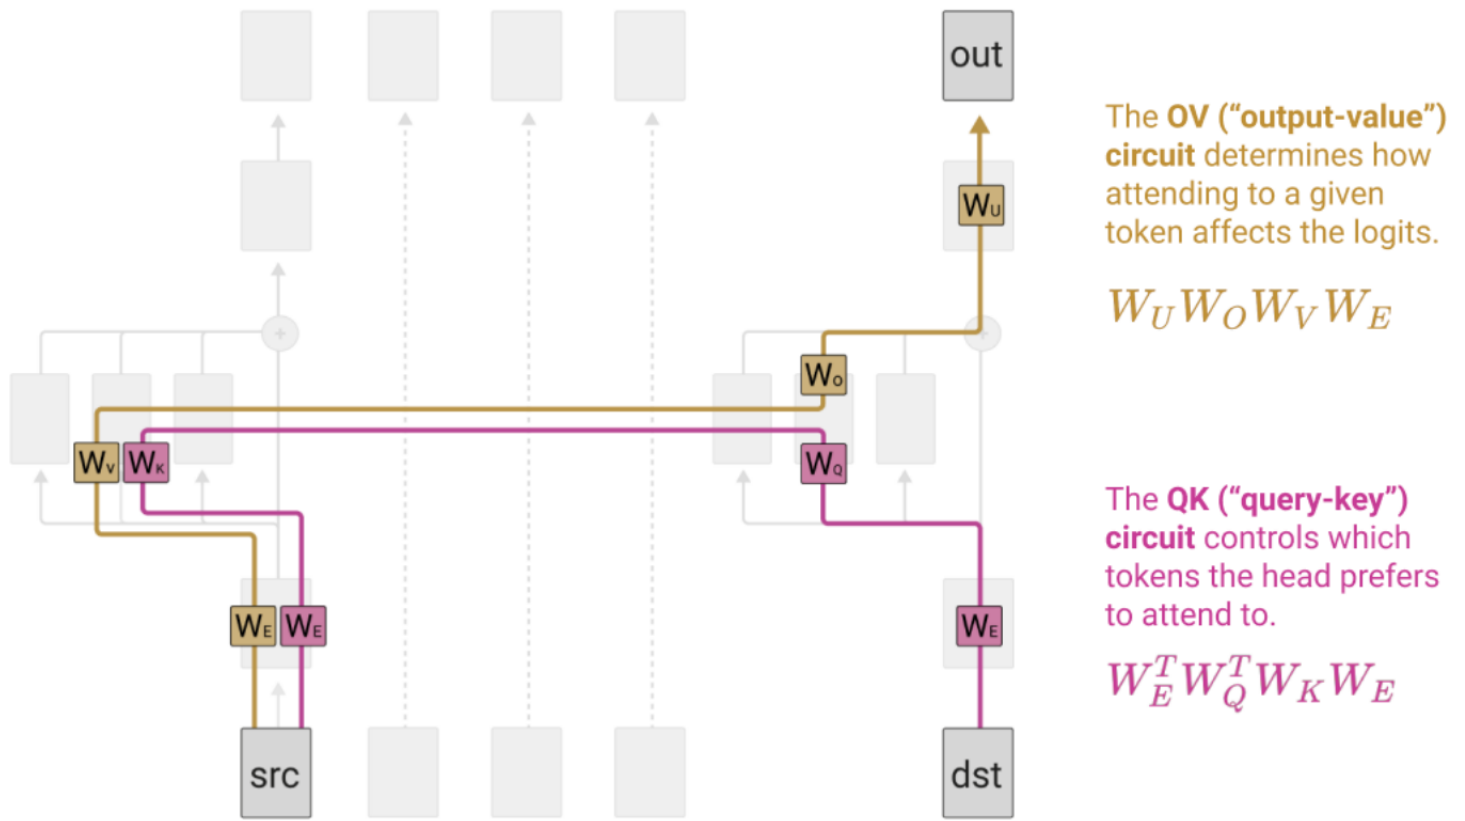 out
The OV (“output-value”)
circuit determines how
attending to a given
token affects the logits.
W_U
W_U W_O W_V W_E
W_O
W_V W_K
W_Q
The QK (“query-key”)
circuit controls which
tokens the head prefers
to attend to.
W_E W_E
W_E
W_E^T W_Q^T W_K W_E
src
dst
+
+